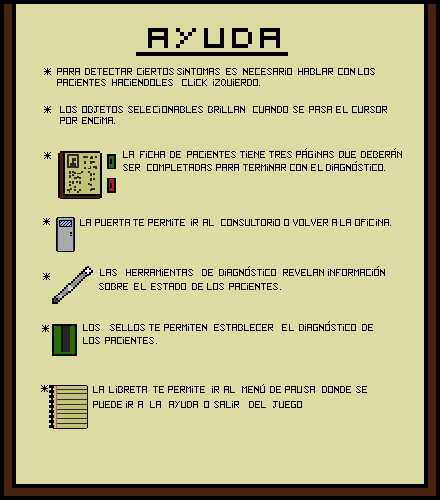 AYUDA
* PARA DETECTAR CIERTOS SINTOMAS ES NECESARIO HABLAR CON LOS
PACIENTES HACIENDOLES CLICK IZQUIERDO.
* LOS OBJETOS SELECIONABLES BRILLAN CUANDO SE PASA EL CURSOR
POR ENCIMA.
* LA FICHA DE PACIENTES TIENE TRES PÁGINAS QUE DEBERÁN
SER COMPLETADAS PARA TERMINAR CON EL DIAGNÓSTICO.
* LA PUERTA TE PERMITE IR AL CONSULTORIO O VOLVER A LA OFICINA.
* LAS HERRAMIENTAS DE DIAGNÓSTICO REVELAN INFORMACIÓN
SOBRE EL ESTADO DE LOS PACIENTES.
* LOS SELLOS TE PERMITEN ESTABLECER EL DIAGNÓSTICO DE
LOS PACIENTES.
* LA LIBRETA TE PERMITE IR AL MENÚ DE PAUSA DONDE SE
PUEDE IR A LA AYUDA O SALIR DEL JUEGO